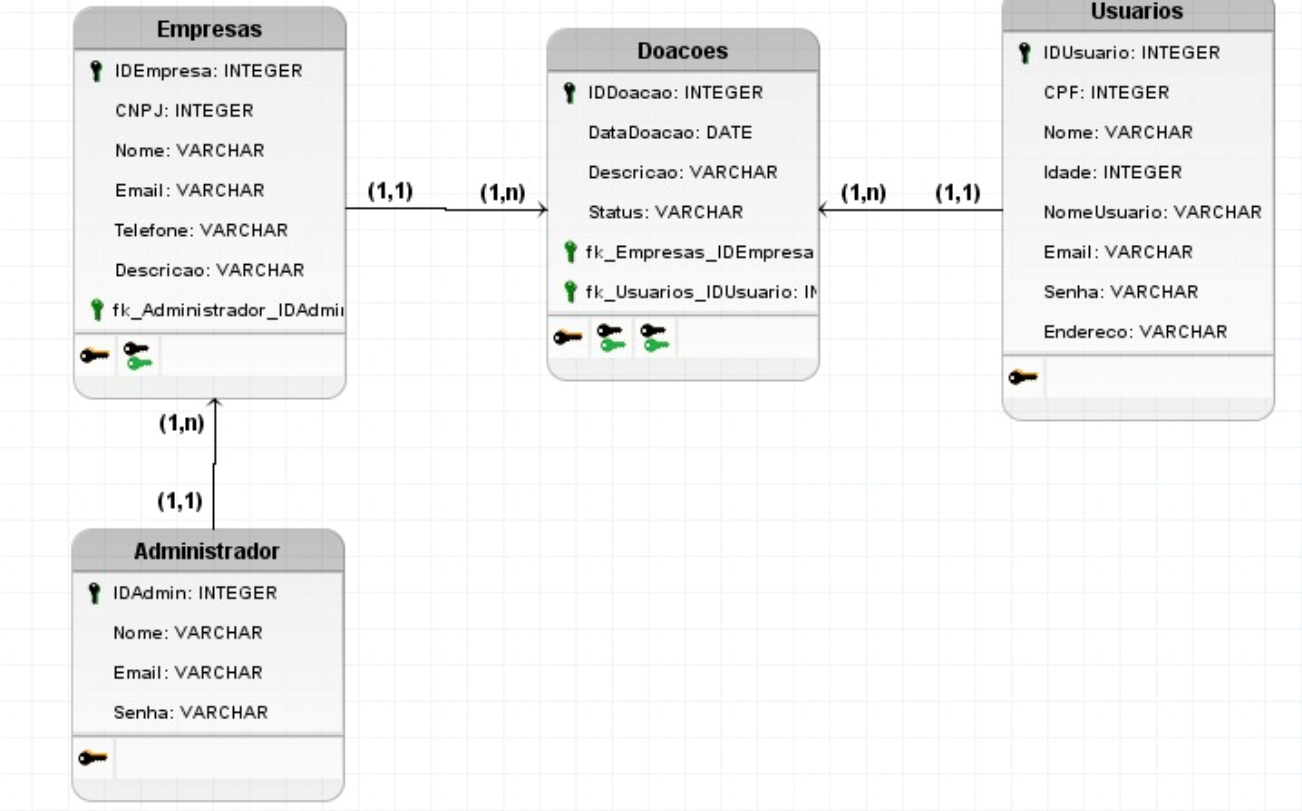 Empresas
IDEmpresa: INTEGER
CNPJ: INTEGER
Nome: VARCHAR
Email: VARCHAR
Telefone: VARCHAR
Descricao: VARCHAR
fk_Administrador_IDAdmi
(1,1)
(1,n)
Doacoes
IDDoacao: INTEGER
DataDoacao: DATE
Descricao: VARCHAR
Status: VARCHAR
fk_Empresas_IDEmpresa
fk_Usuarios_IDUsuario: IN
(1,n)
(1,1)
Usuarios
IDUsuario: INTEGER
CPF: INTEGER
Nome: VARCHAR
Idade: INTEGER
NomeUsuario: VARCHAR
Email: VARCHAR
Senha: VARCHAR
Endereco: VARCHAR
(1,n)
(1,1)
Administrador
IDAdmin: INTEGER
Nome: VARCHAR
Email: VARCHAR
Senha: VARCHAR